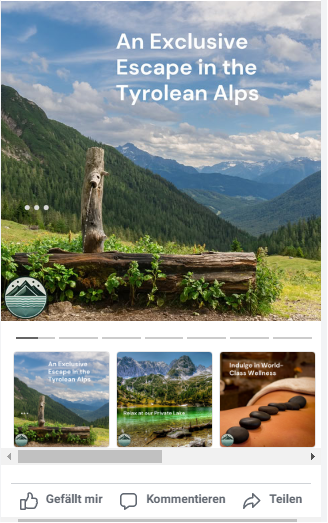 An Exclusive
Escape in the
Tyrolean Alps
An Exclusive
Escape in the
Tyrolean Alps
Relax at our Private Lake
Indulge in World-
Class Wellness
Gefällt mir
Kommentieren
Teilen